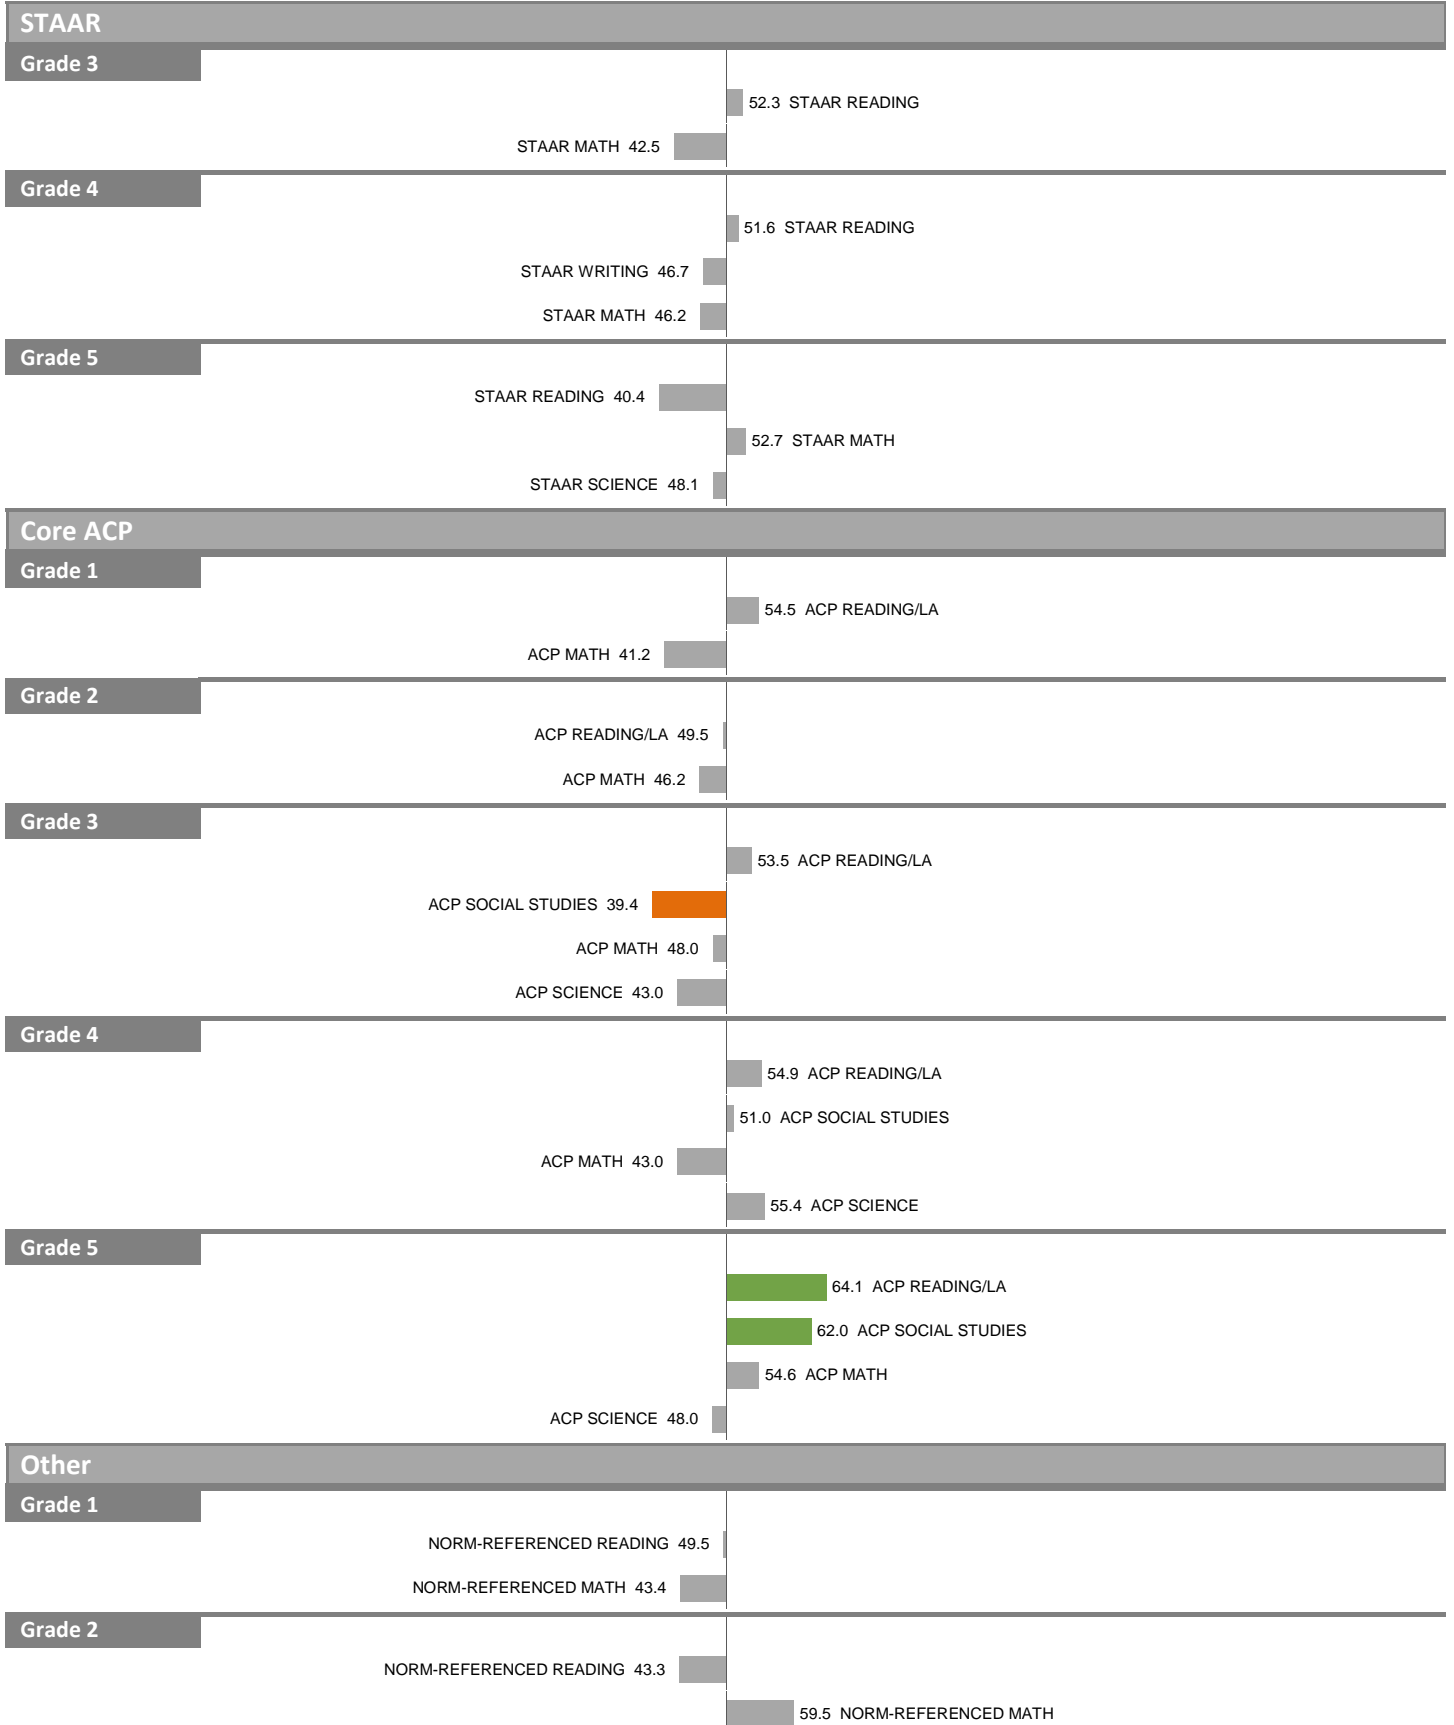 STAAR
Grade 3
52.3 STAAR READING
STAAR MATH 42.5
Grade 4
51.6 STAAR READING
STAAR WRITING 46.7
STAAR MATH 46.2
Grade 5
STAAR READING 40.4
52.7 STAAR MATH
STAAR SCIENCE 48.1
Core ACP
Grade 1
54.5 ACP READING/LA
ACP MATH 41.2
Grade 2
ACP READING/LA 49.5
ACP MATH 46.2
Grade 3
53.5 ACP READING/LA
ACP SOCIAL STUDIES 39.4
ACP MATH 48.0
ACP SCIENCE 43.0
Grade 4
54.9 ACP READING/LA
51.0 ACP SOCIAL STUDIES
ACP MATH 43.0
55.4 ACP SCIENCE
Grade 5
64.1 ACP READING/LA
62.0 ACP SOCIAL STUDIES
54.6 ACP MATH
ACP SCIENCE 48.0
Other
Grade 1
NORM-REFERENCED READING 49.5
NORM-REFERENCED MATH 43.4
Grade 2
NORM-REFERENCED READING 43.3
59.5 NORM-REFERENCED MATH